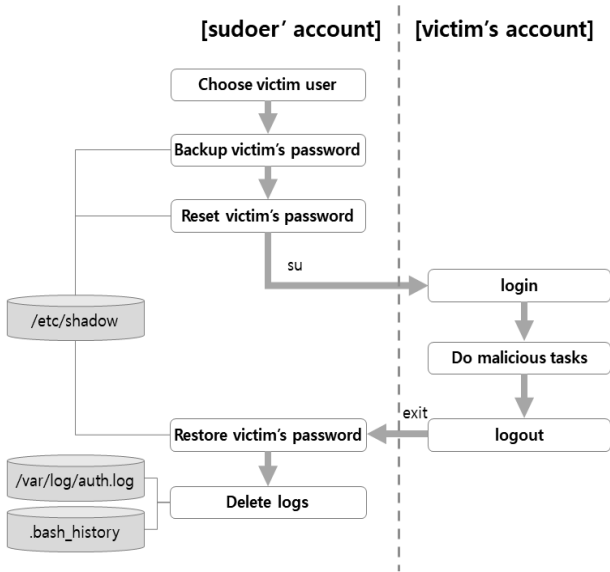 [sudoer’ account]
[victim’s account]
Choose victim user
Backup victim’s password
Reset victim’s password
su
login
/etc/shadow
Do malicious tasks
exit
Restore victim’s password
logout
/var/log/auth.log
Delete logs
.bash_history